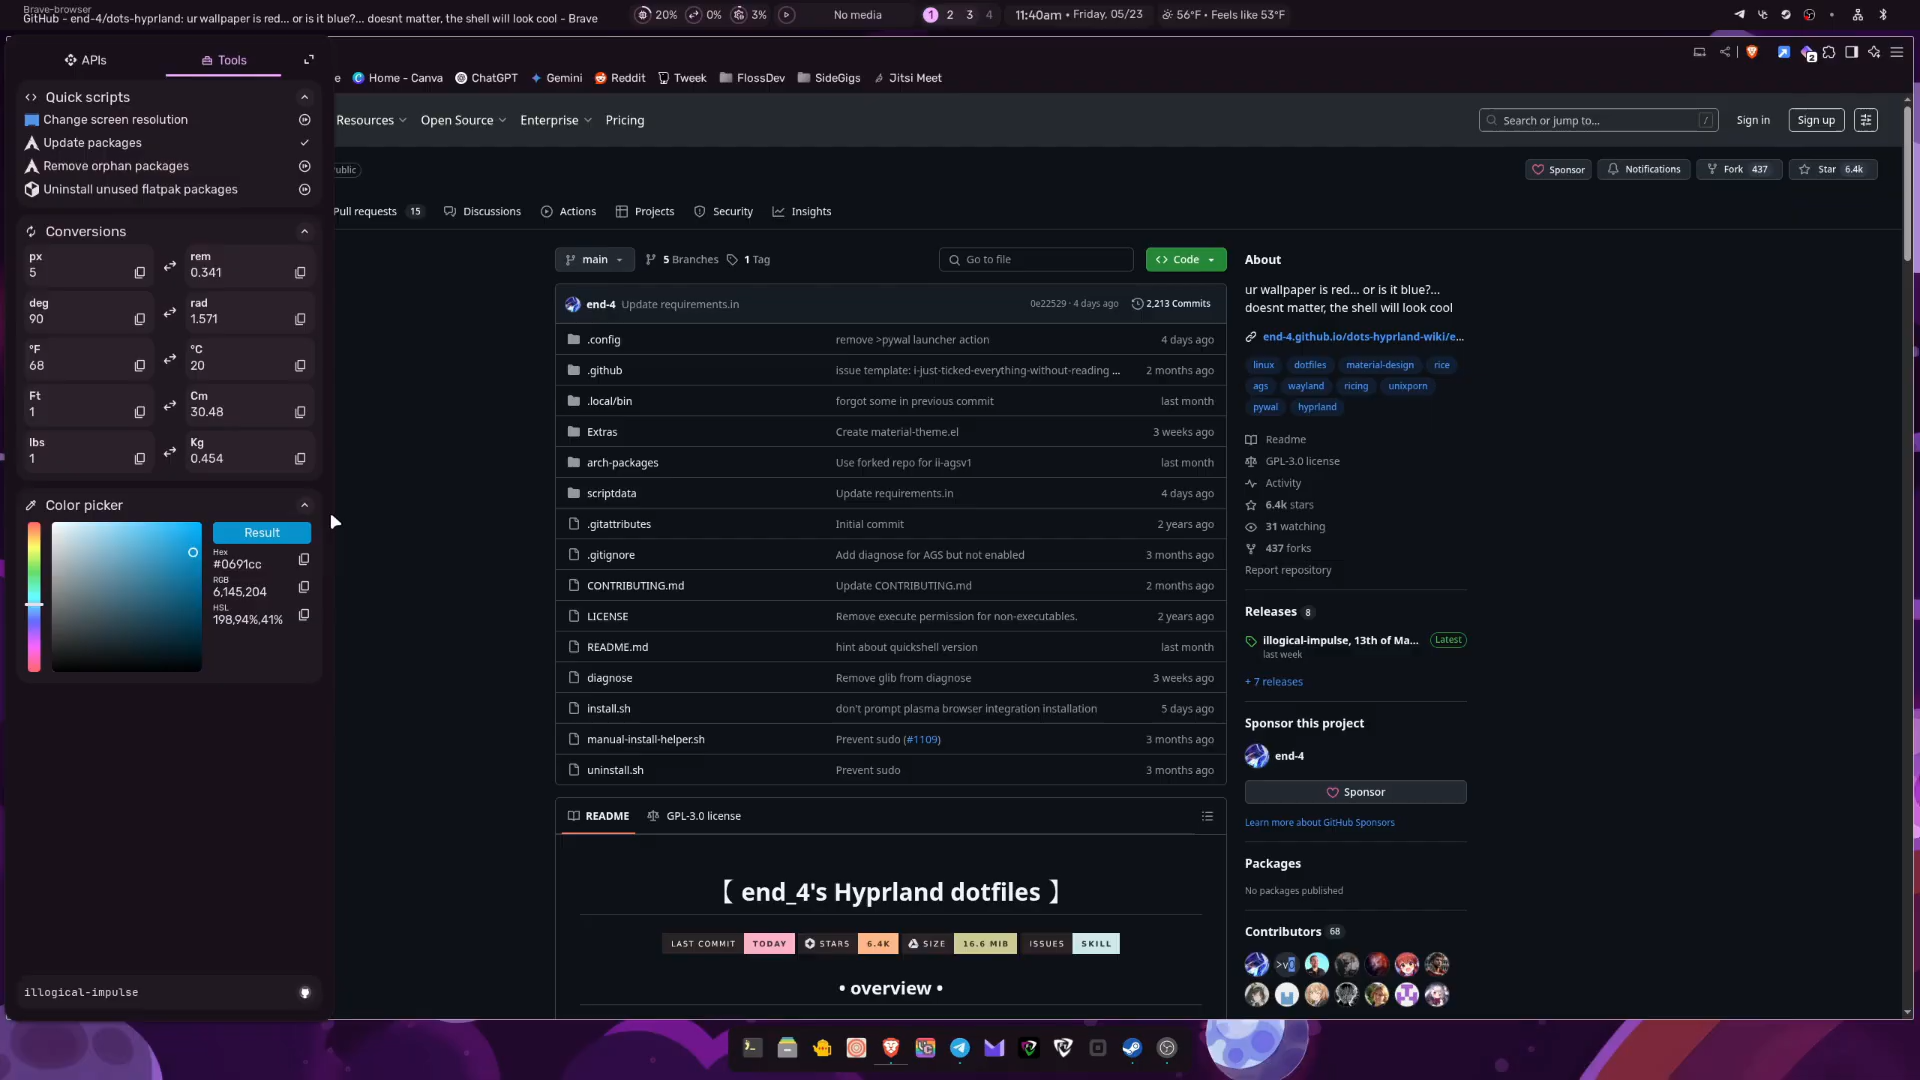 Brave-browser
GitHub - end-4/dots-hyprland: ur wallpaper is red... or is it blue?... doesnt matter, the shell will look cool - Brave
20%
0%
3%
No media
1 2 3 4
11:40am • Friday, 05/23
56°F • Feels like 53°F
APIs
Tools
Quick scripts
Change screen resolution
Update packages
Remove orphan packages
Uninstall unused flatpak packages
Conversions
px
5
rem
0.341
deg
90
rad
1.571
°F
68
°C
20
Ft
1
Cm
30.48
lbs
1
Kg
0.454
Color picker
Result
Hex
#0691cc
RGB
6,145,204
HSL
198,94%,41%
illogical-impulse
e
Home - Canva
ChatGPT
Gemini
Reddit
Tweek
FlossDev
SideGigs
Jitsi Meet
2
Resources
Open Source
Enterprise
Pricing
Search or jump to...
/
Sign in
Sign up
ublic
Sponsor
Notifications
Fork 437
Star 6.4k
Pull requests 15
Discussions
Actions
Projects
Security
Insights
main
5 Branches
1 Tag
Go to file
Code
end-4 Update requirements.in 0e22529 · 4 days ago 2,213 Commits
.config remove >pywal launcher action 4 days ago
.github issue template: i-just-ticked-everything-without-reading ... 2 months ago
.local/bin forgot some in previous commit last month
Extras Create material-theme.el 3 weeks ago
arch-packages Use forked repo for ii-agsv1 last month
scriptdata Update requirements.in 4 days ago
.gitattributes Initial commit 2 years ago
.gitignore Add diagnose for AGS but not enabled 3 months ago
CONTRIBUTING.md Update CONTRIBUTING.md 2 months ago
LICENSE Remove execute permission for non-executables. 2 years ago
README.md hint about quickshell version last month
diagnose Remove glib from diagnose 3 weeks ago
install.sh don't prompt plasma browser integration installation 5 days ago
manual-install-helper.sh Prevent sudo (#1109) 3 months ago
uninstall.sh Prevent sudo 3 months ago
README
GPL-3.0 license
【 end_4's Hyprland dotfiles 】
LAST COMMIT TODAY
STARS 6.4K
SIZE 16.6 MIB
ISSUES SKILL
• overview •
About
ur wallpaper is red... or is it blue?...
doesnt matter, the shell will look cool
end-4.github.io/dots-hyprland-wiki/e...
linux dotfiles material-design rice
ags wayland ricing unixporn
pywal hyprland
Readme
GPL-3.0 license
Activity
6.4k stars
31 watching
437 forks
Report repository
Releases 8
illogical-impulse, 13th of Ma... Latest
last week
+ 7 releases
Sponsor this project
end-4
Sponsor
Learn more about GitHub Sponsors
Packages
No packages published
Contributors 68